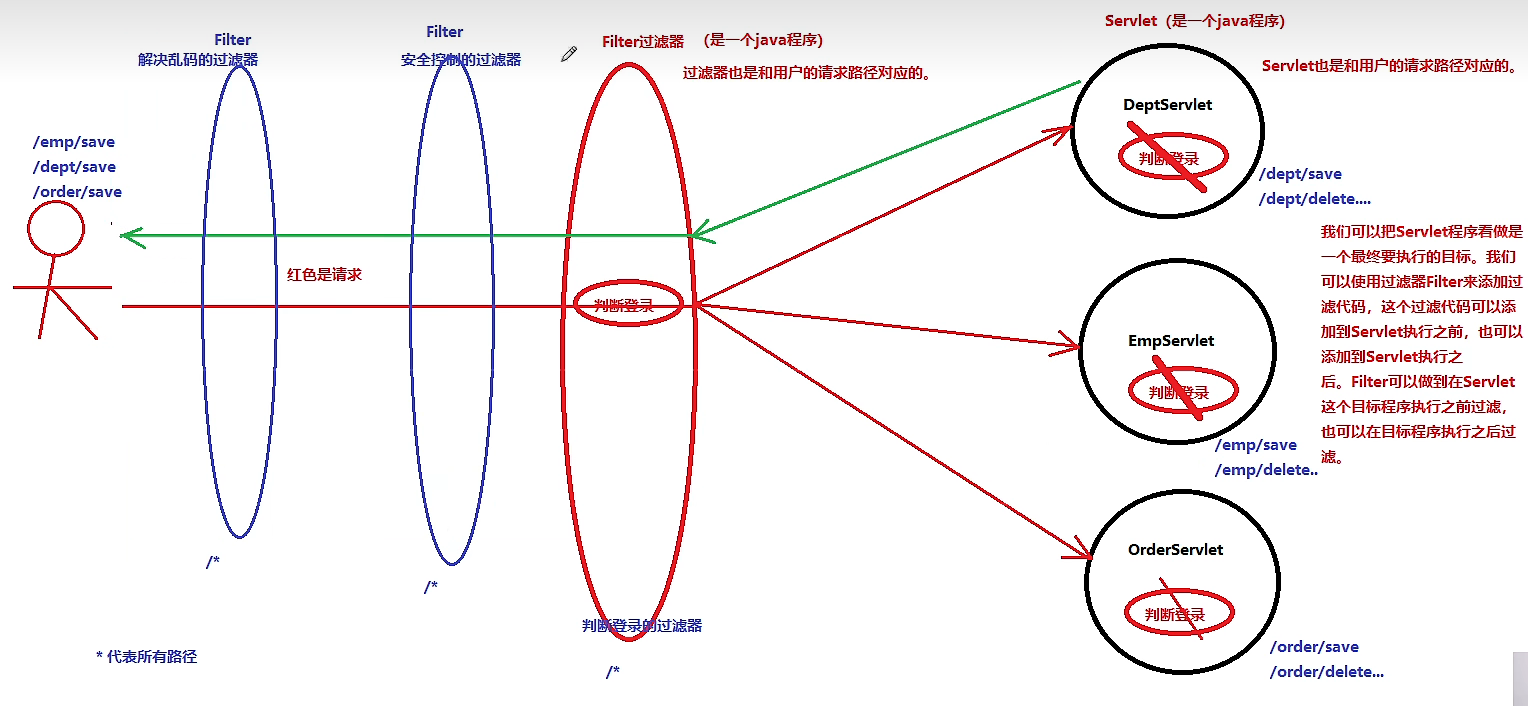 Servlet（是一个java程序）
Filter
解决乱码的过滤器
Filter
安全控制的过滤器
Filter过滤器 （是一个java程序）
过滤器也是和用户的请求路径对应的。
Servlet也是和用户的请求路径对应的。
/emp/save
/dept/save
/order/save
红色是请求
判断登录
DeptServlet
判断登录
/dept/save
/dept/delete....
我们可以把Servlet程序看做是
一个最终要执行的目标。我们
可以使用过滤器Filter来添加过
滤代码，这个过滤代码可以添
加到Servlet执行之前，也可以
添加到Servlet执行之
后。Filter可以做到在Servlet
这个目标程序执行之前过滤，
也可以在目标程序执行之后过
滤。
EmpServlet
判断登录
/emp/save
/emp/delete..
OrderServlet
判断登录
/order/save
/order/delete...
/*
/*
判断登录的过滤器
/*
* 代表所有路径